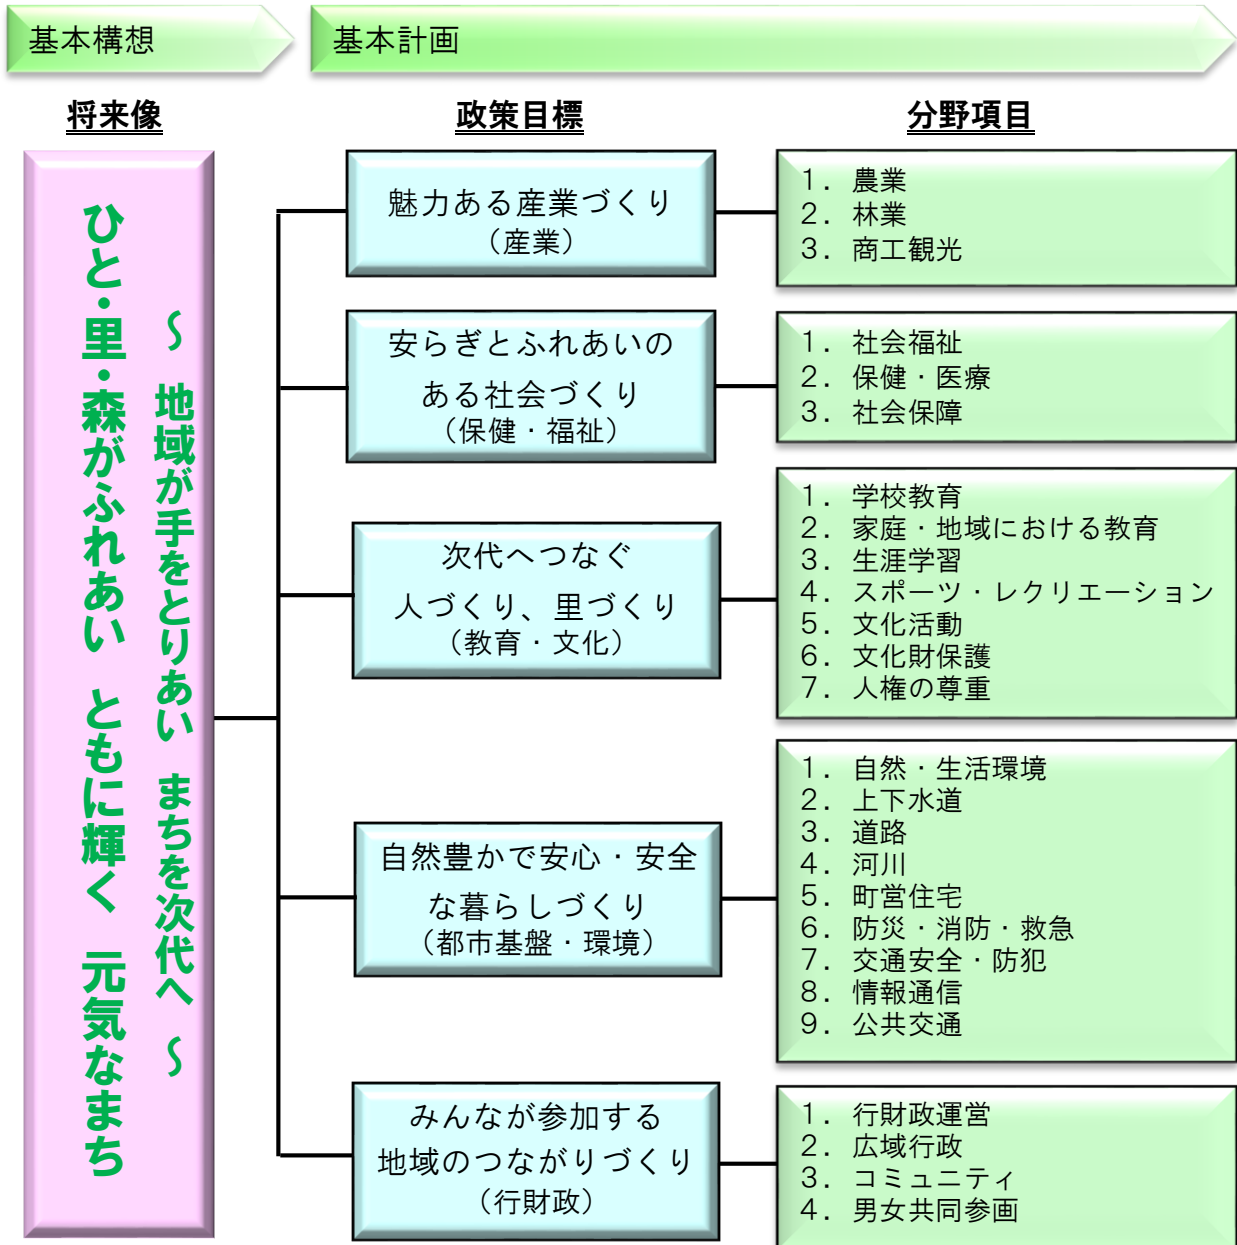 基本構想
基本計画
将来像
政策目標
分野項目
ひと・里・森がふれあい　ともに輝く　元気なまち
～　地域が手をとりあい　まちを次代へ　～
魅力ある産業づくり
（産業）
1．農業
2．林業
3．商工観光
安らぎとふれあいの
ある社会づくり
（保健・福祉）
1．社会福祉
2．保健・医療
3．社会保障
次代へつなぐ
人づくり、里づくり
（教育・文化）
1．学校教育
2．家庭・地域における教育
3．生涯学習
4．スポーツ・レクリエーション
5．文化活動
6．文化財保護
7．人権の尊重
自然豊かで安心・安全
な暮らしづくり
（都市基盤・環境）
1．自然・生活環境
2．上下水道
3．道路
4．河川
5．町営住宅
6．防災・消防・救急
7．交通安全・防犯
8．情報通信
9．公共交通
みんなが参加する
地域のつながりづくり
（行財政）
1．行財政運営
2．広域行政
3．コミュニティ
4．男女共同参画